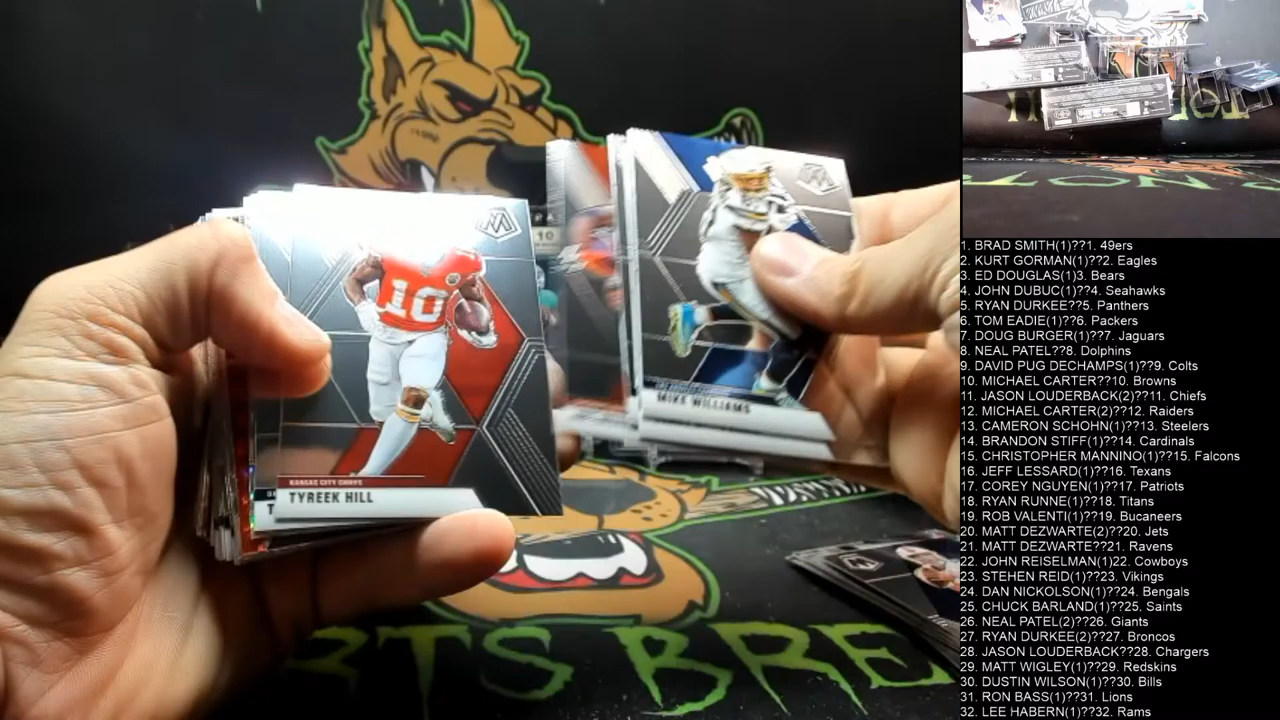 10
10
KANSAS CITY CHIEFS
TYREEK HILL
MIKE WILLIAMS
RTS BRE
1. BRAD SMITH(1)??1. 49ers
2. KURT GORMAN(1)??2. Eagles
3. ED DOUGLAS(1)3. Bears
4. JOHN DUBUC(1)??4. Seahawks
5. RYAN DURKEE??5. Panthers
6. TOM EADIE(1)??6. Packers
7. DOUG BURGER(1)??7. Jaguars
8. NEAL PATEL??8. Dolphins
9. DAVID PUG DECHAMPS(1)??9. Colts
10. MICHAEL CARTER??10. Browns
11. JASON LOUDERBACK(2)??11. Chiefs
12. MICHAEL CARTER(2)??12. Raiders
13. CAMERON SCHOHN(1)??13. Steelers
14. BRANDON STIFF(1)??14. Cardinals
15. CHRISTOPHER MANNINO(1)??15. Falcons
16. JEFF LESSARD(1)??16. Texans
17. COREY NGUYEN(1)??17. Patriots
18. RYAN RUNNE(1)??18. Titans
19. ROB VALENTI(1)??19. Bucaneers
20. MATT DEZWARTE(2)??20. Jets
21. MATT DEZWARTE??21. Ravens
22. JOHN REISELMAN(1)22. Cowboys
23. STEHEN REID(1)??23. Vikings
24. DAN NICKOLSON(1)??24. Bengals
25. CHUCK BARLAND(1)??25. Saints
26. NEAL PATEL(2)??26. Giants
27. RYAN DURKEE(2)??27. Broncos
28. JASON LOUDERBACK??28. Chargers
29. MATT WIGLEY(1)??29. Redskins
30. DUSTIN WILSON(1)??30. Bills
31. RON BASS(1)??31. Lions
32. LEE HABERN(1)??32. Rams